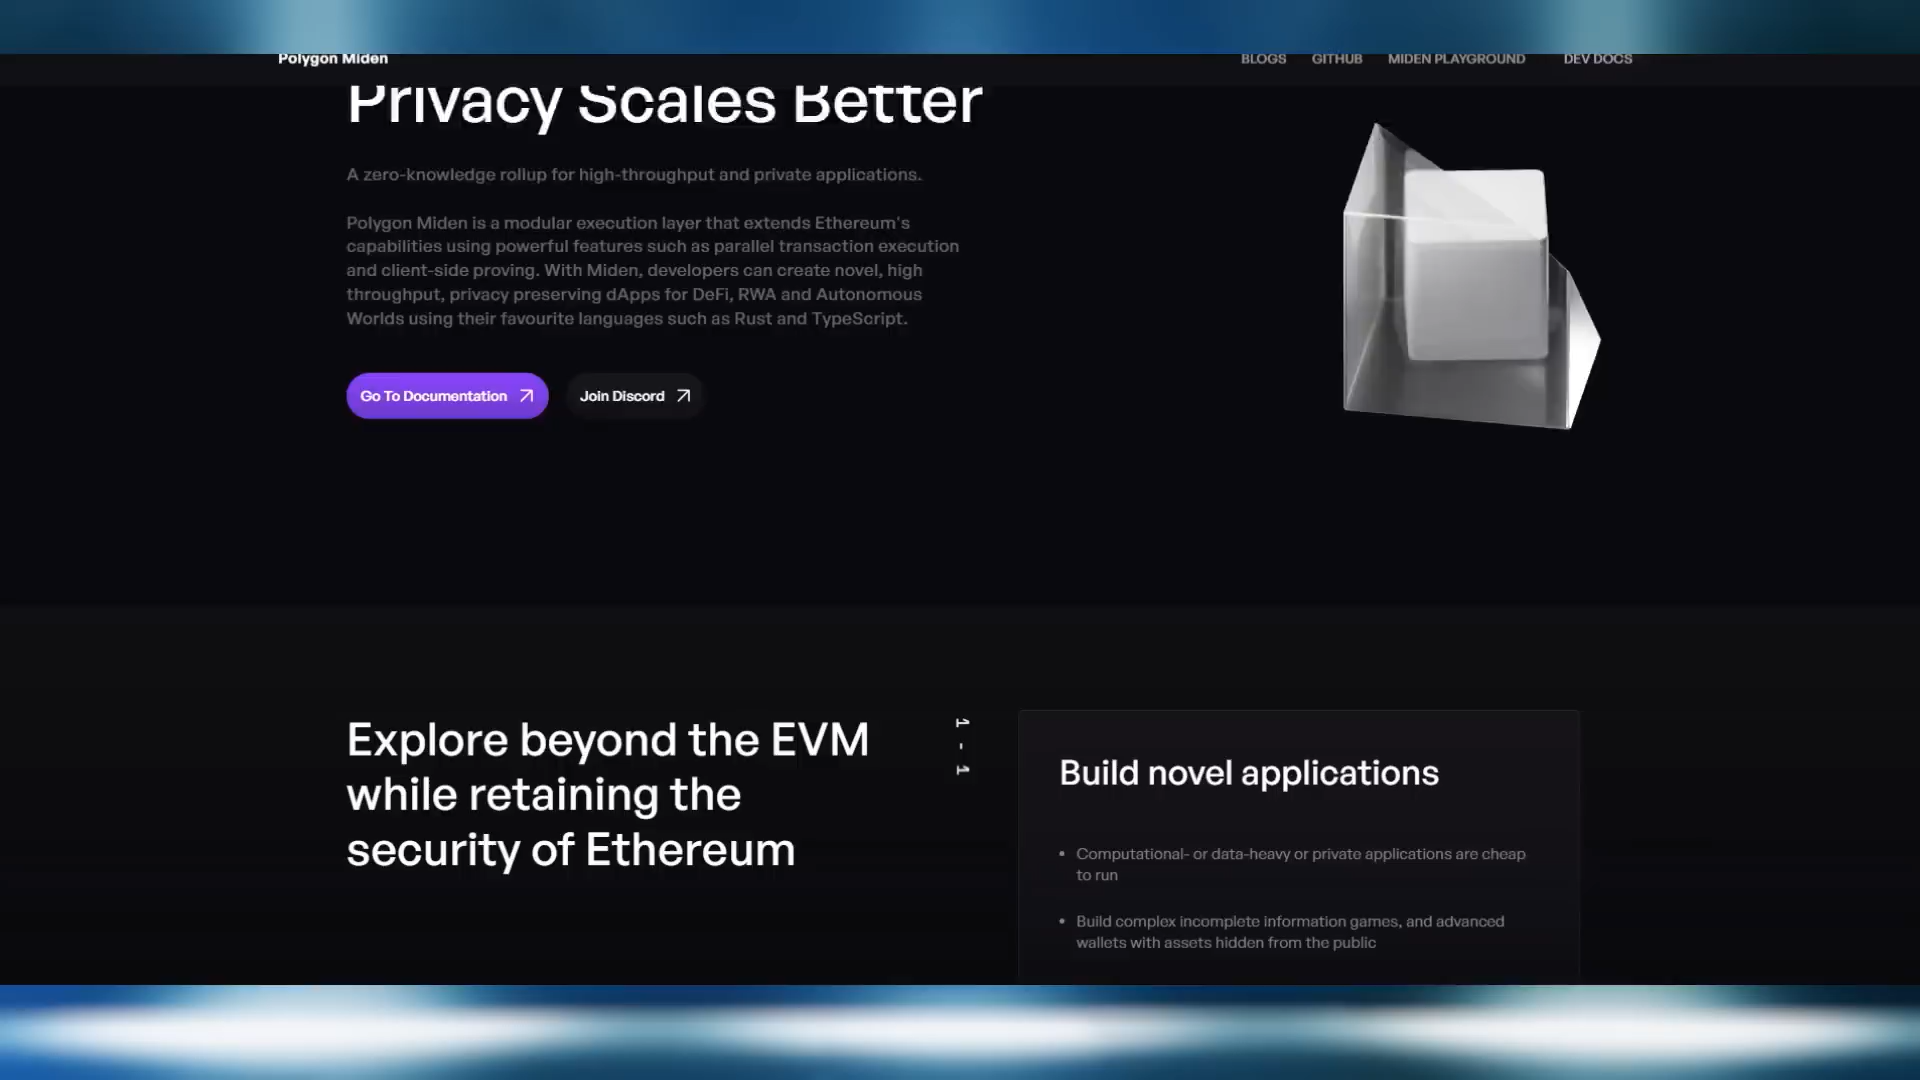 Polygon Miden
BLOGS GITHUB MIDEN PLAYGROUND DEV DOCS
Privacy Scales Better
A zero-knowledge rollup for high-throughput and private applications.
Polygon Miden is a modular execution layer that extends Ethereum's
capabilities using powerful features such as parallel transaction execution
and client-side proving. With Miden, developers can create novel, high
throughput, privacy preserving dApps for DeFi, RWA and Autonomous
Worlds using their favourite languages such as Rust and TypeScript.
Go To Documentation
Join Discord
Explore beyond the EVM
while retaining the
security of Ethereum
1 - 1
Build novel applications
• Computational- or data-heavy or private applications are cheap
to run
• Build complex incomplete information games, and advanced
wallets with assets hidden from the public